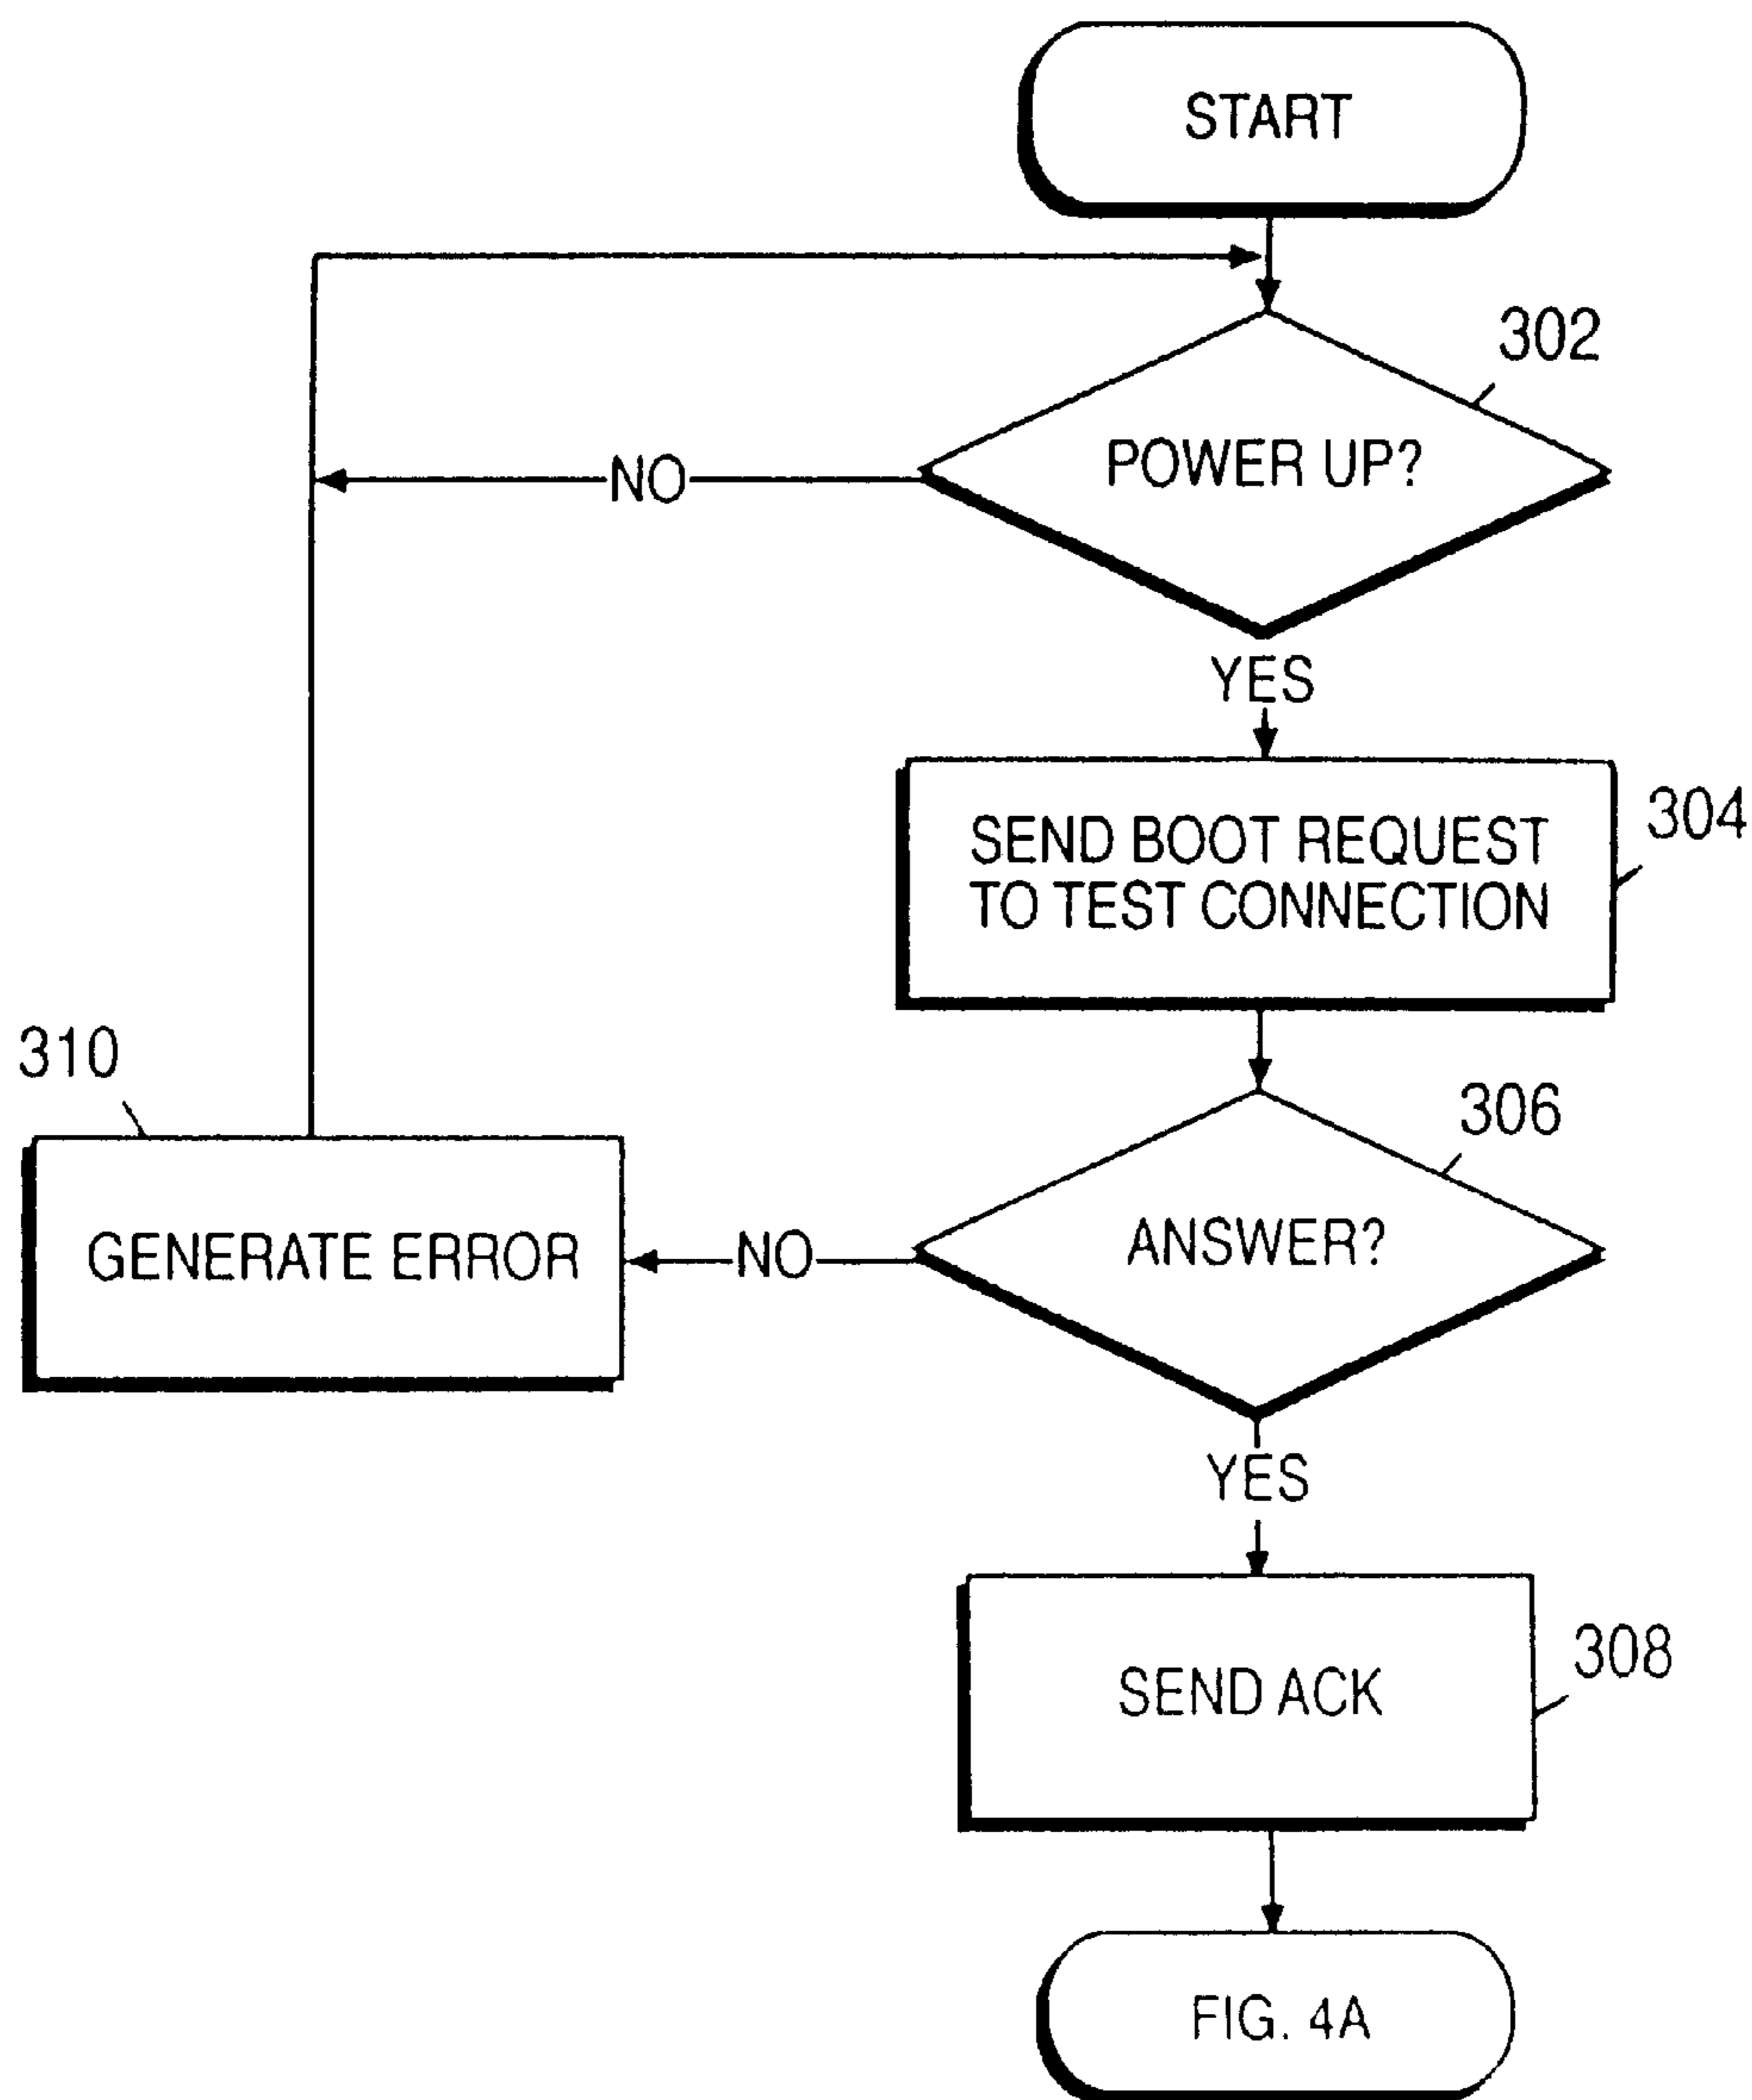 START
302
POWER UP?
NO
YES
304
SEND BOOT REQUEST
TO TEST CONNECTION
310
306
GENERATE ERROR
NO
ANSWER?
YES
308
SEND ACK
FIG. 4A